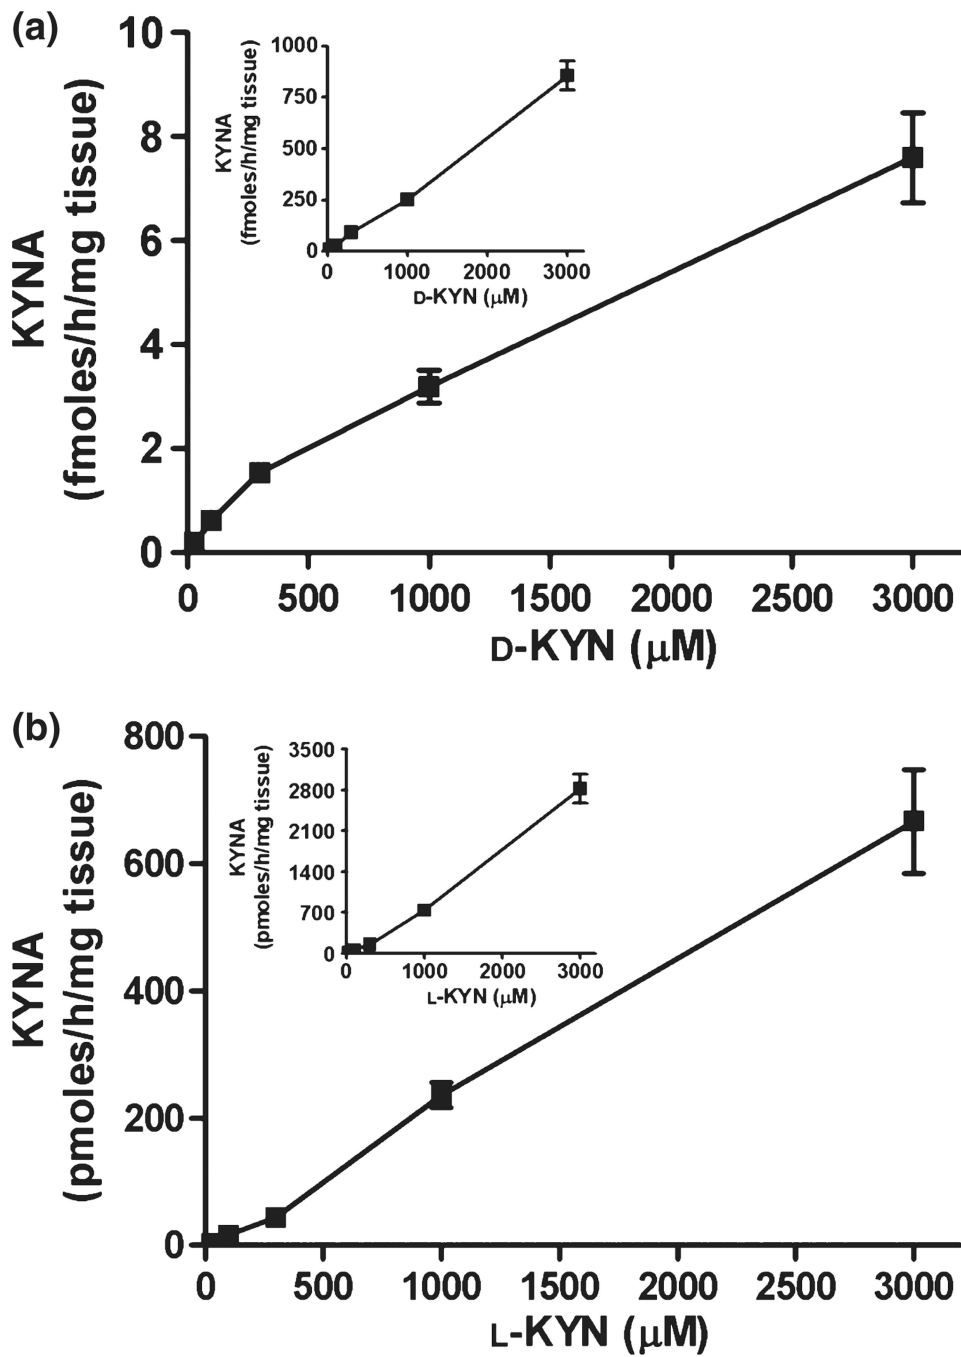 (a)
10
8
6
4
2
0
KYNA
(fmoles/h/mg tissue)
0 500 1000 1500 2000 2500 3000
D-KYN (μM)
1000
750
500
250
0
KYNA
(fmoles/h/mg tissue)
0 1000 2000 3000
D-KYN (μM)
(b)
800
600
400
200
0
KYNA
(pmoles/h/mg tissue)
0 500 1000 1500 2000 2500 3000
L-KYN (μM)
3500
2800
2100
1400
700
0
KYNA
(pmoles/h/mg tissue)
0 1000 2000 3000
L-KYN (μM)